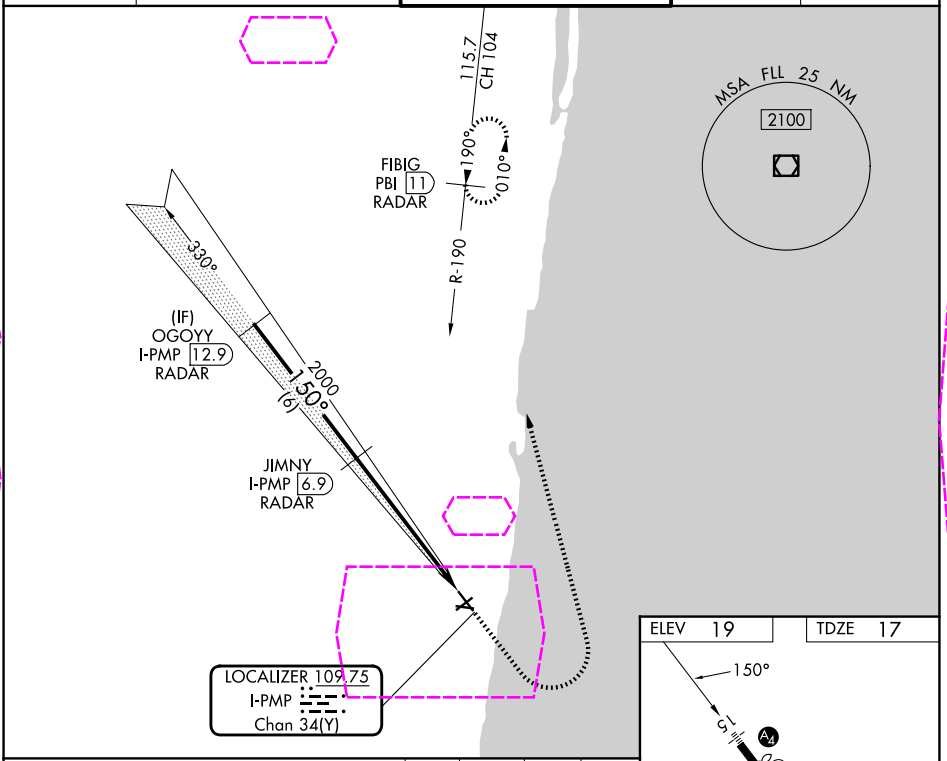 115.7
CH 104
190°
010°
FIBIG
PBI 11
RADAR
R-190
MSA FLL 25 NM
2100
330°
(IF)
OGOYY
I-PMP 12.9
RADAR
2000
150°
(6)
JIMNY
I-PMP 6.9
RADAR
LOCALIZER 109.75
I-PMP
Chan 34(Y)
ELEV 19
TDZE 17
150°
15
A4